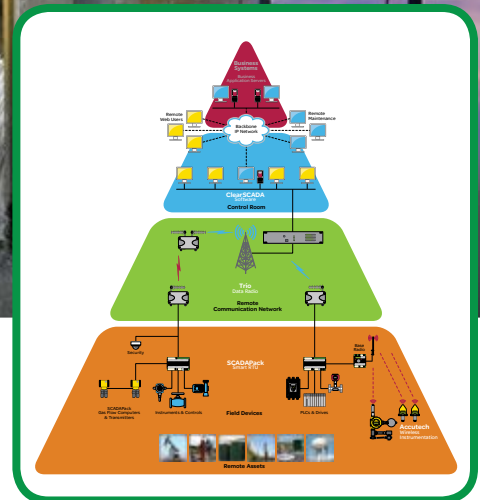 Business
Systems
Business
Application Servers
Remote
Web Users
Remote
Maintenance
Backbone
IP Network
ClearSCADA
Software
Control Room
Trio
Data Radio
Remote
Communication Network
Security
SCADAPack
Smart RTU
Base
Radio
SCADAPack
Gas Flow Computers
& Transmitters
Instruments & Controls
Field Devices
PLCs & Drives
Accutech
Wireless
Instrumentation
Remote Assets